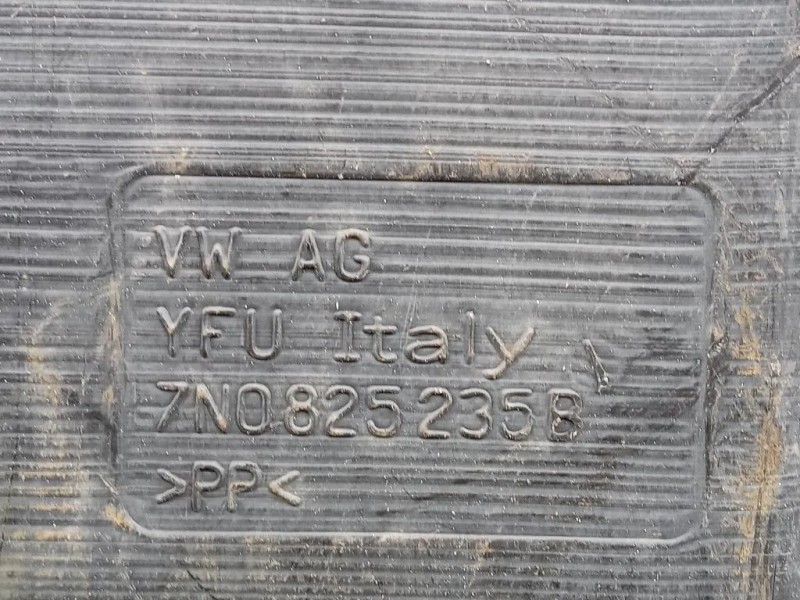 VW AG
YFU Italy
7N0825235B
>PP<